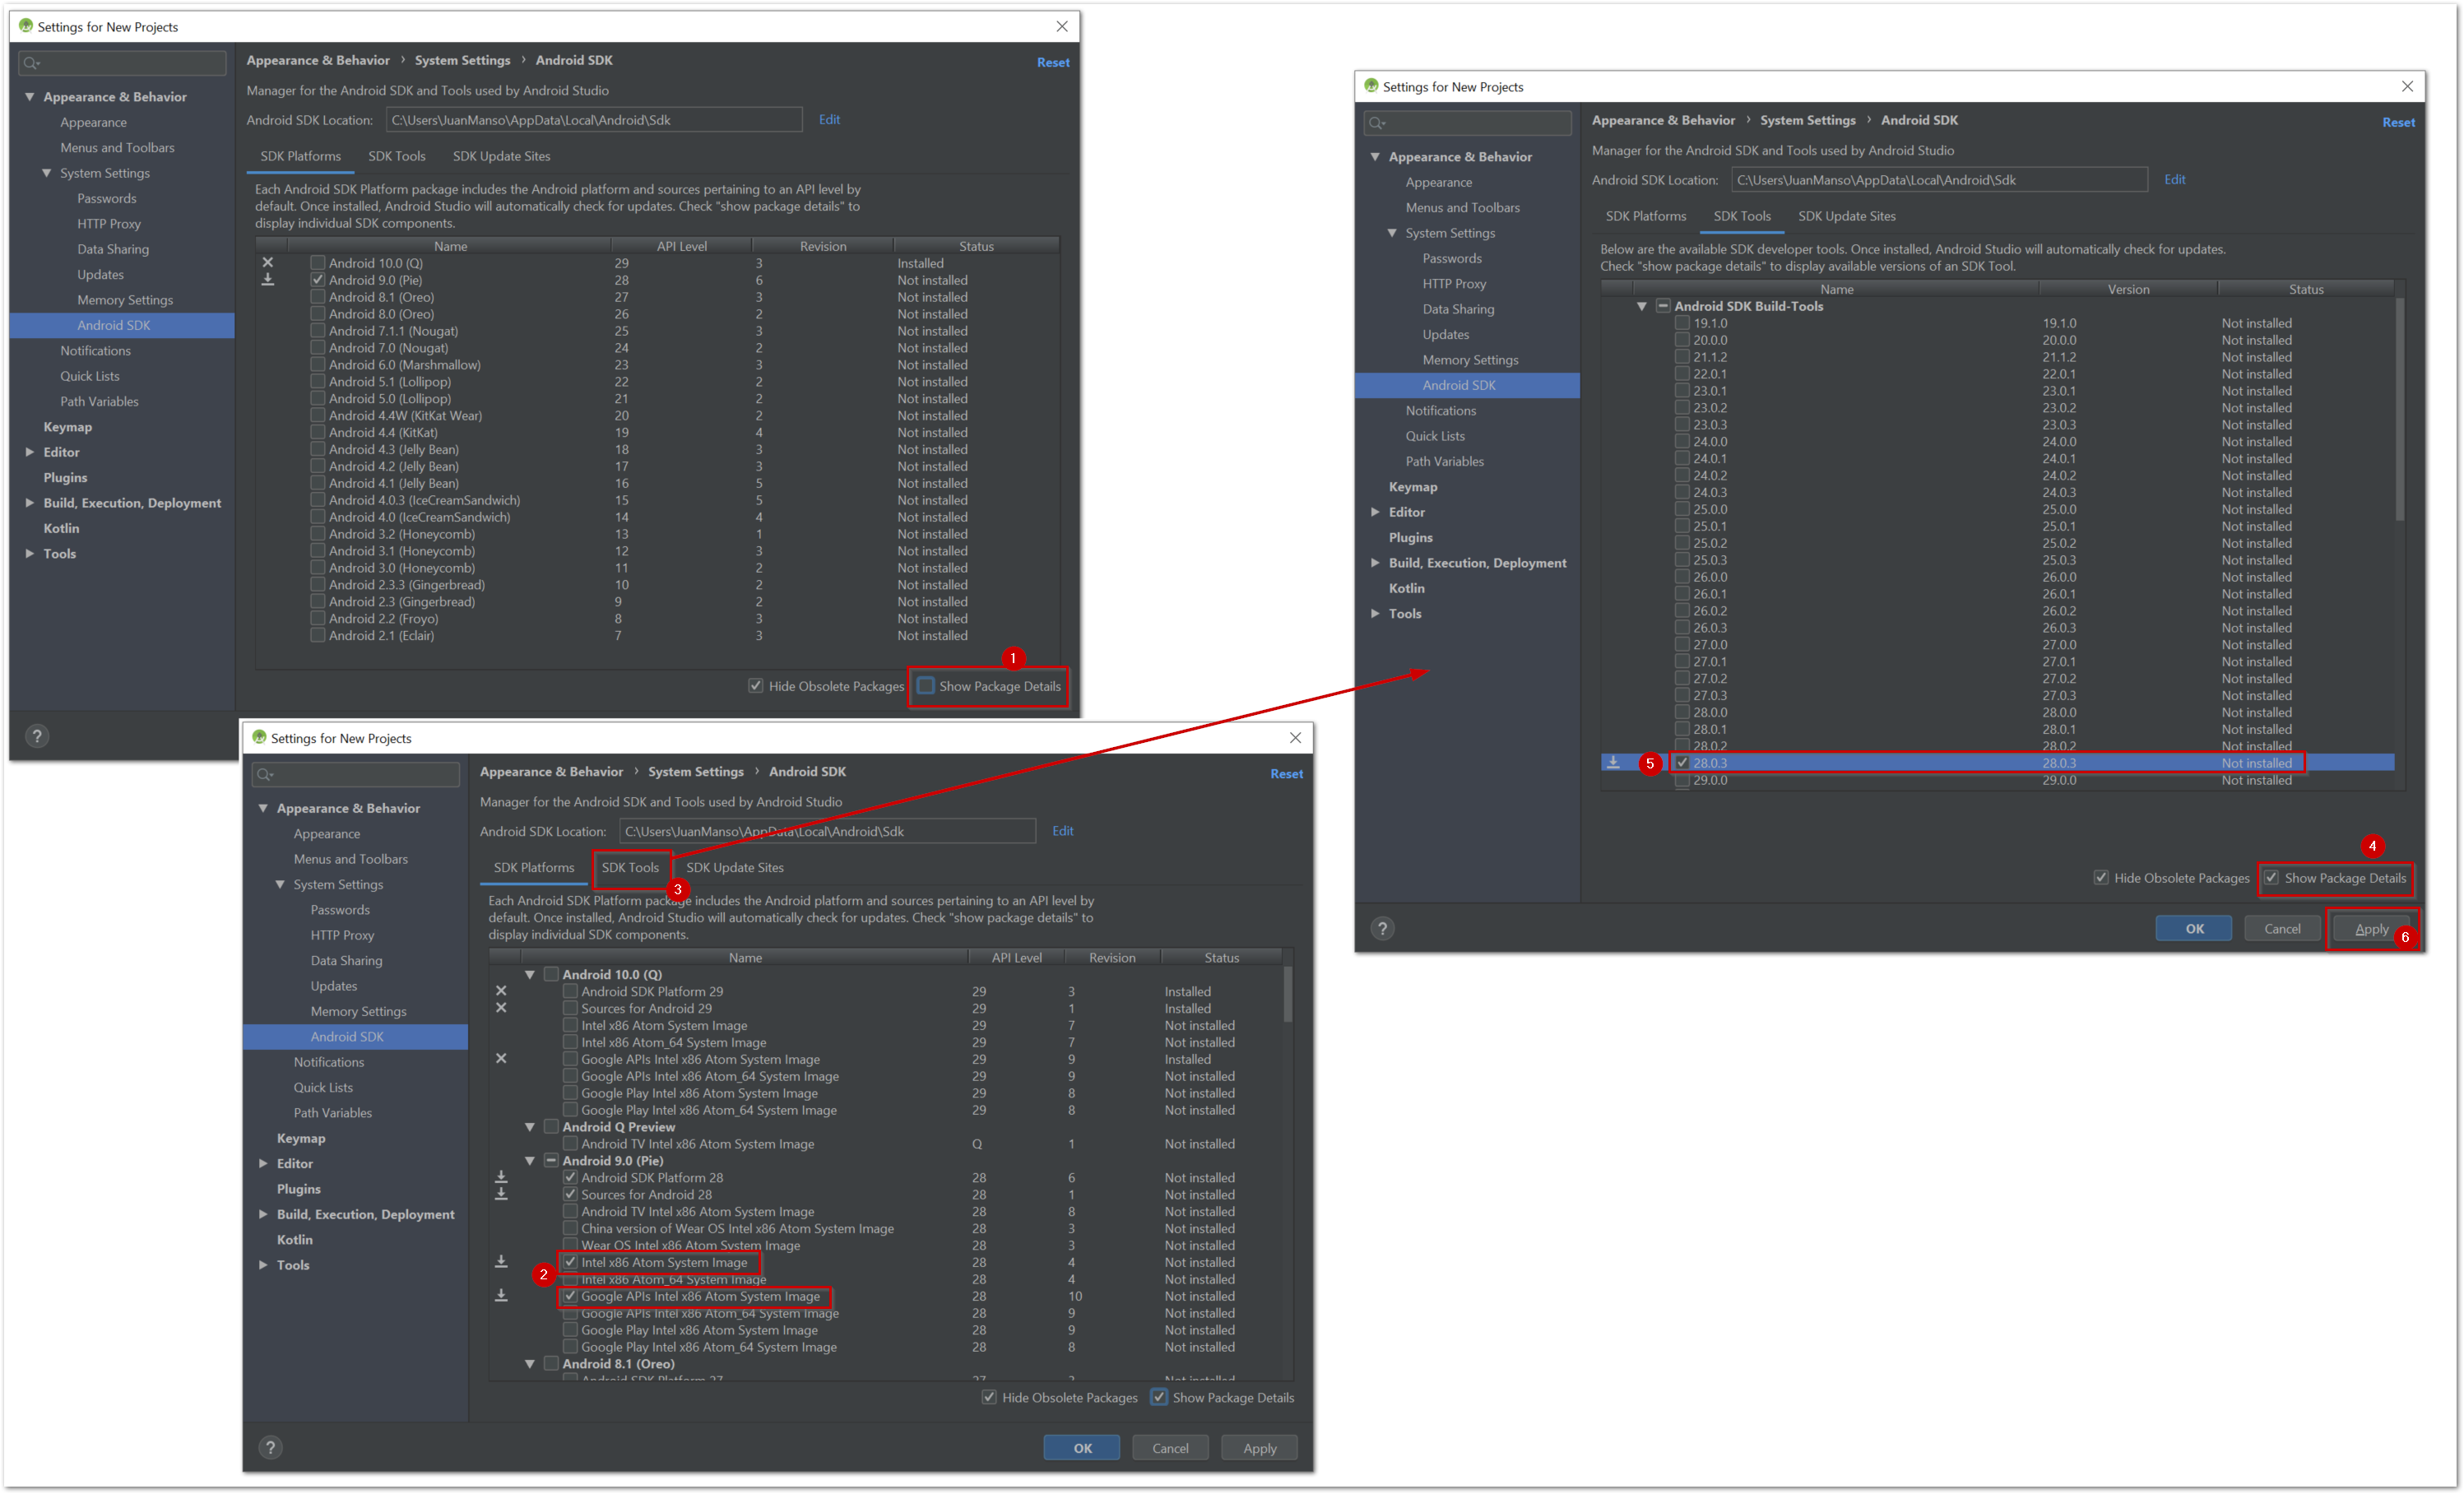 Settings for New Projects
Appearance & Behavior
Appearance
Menus and Toolbars
System Settings
Passwords
HTTP Proxy
Data Sharing
Updates
Memory Settings
Android SDK
Notifications
Quick Lists
Path Variables
Keymap
Editor
Plugins
Build, Execution, Deployment
Kotlin
Tools
?
Appearance & Behavior › System Settings › Android SDK Reset
Manager for the Android SDK and Tools used by Android Studio
Android SDK Location: C:\Users\JuanManso\AppData\Local\Android\Sdk Edit
SDK Platforms SDK Tools SDK Update Sites
Each Android SDK Platform package includes the Android platform and sources pertaining to an API level by
default. Once installed, Android Studio will automatically check for updates. Check "show package details" to
display individual SDK components.
Name API Level Revision Status
Android 10.0 (Q) 29 3 Installed
Android 9.0 (Pie) 28 6 Not installed
Android 8.1 (Oreo) 27 3 Not installed
Android 8.0 (Oreo) 26 2 Not installed
Android 7.1.1 (Nougat) 25 3 Not installed
Android 7.0 (Nougat) 24 2 Not installed
Android 6.0 (Marshmallow) 23 3 Not installed
Android 5.1 (Lollipop) 22 2 Not installed
Android 5.0 (Lollipop) 21 2 Not installed
Android 4.4W (KitKat Wear) 20 2 Not installed
Android 4.4 (KitKat) 19 4 Not installed
Android 4.3 (Jelly Bean) 18 3 Not installed
Android 4.2 (Jelly Bean) 17 3 Not installed
Android 4.1 (Jelly Bean) 16 5 Not installed
Android 4.0.3 (IceCreamSandwich) 15 5 Not installed
Android 4.0 (IceCreamSandwich) 14 4 Not installed
Android 3.2 (Honeycomb) 13 1 Not installed
Android 3.1 (Honeycomb) 12 3 Not installed
Android 3.0 (Honeycomb) 11 2 Not installed
Android 2.3.3 (Gingerbread) 10 2 Not installed
Android 2.3 (Gingerbread) 9 2 Not installed
Android 2.2 (Froyo) 8 3 Not installed
Android 2.1 (Eclair) 7 3 Not installed
1
Hide Obsolete Packages Show Package Details
Settings for New Projects
Appearance & Behavior
Appearance
Menus and Toolbars
System Settings
Passwords
HTTP Proxy
Data Sharing
Updates
Memory Settings
Android SDK
Notifications
Quick Lists
Path Variables
Keymap
Editor
Plugins
Build, Execution, Deployment
Kotlin
Tools
?
Appearance & Behavior › System Settings › Android SDK Reset
Manager for the Android SDK and Tools used by Android Studio
Android SDK Location: C:\Users\JuanManso\AppData\Local\Android\Sdk Edit
SDK Platforms SDK Tools SDK Update Sites
3
Each Android SDK Platform package includes the Android platform and sources pertaining to an API level by
default. Once installed, Android Studio will automatically check for updates. Check "show package details" to
display individual SDK components.
Name API Level Revision Status
Android 10.0 (Q)
Android SDK Platform 29 29 3 Installed
Sources for Android 29 29 1 Installed
Intel x86 Atom System Image 29 7 Not installed
Intel x86 Atom_64 System Image 29 7 Not installed
Google APIs Intel x86 Atom System Image 29 9 Installed
Google APIs Intel x86 Atom_64 System Image 29 9 Not installed
Google Play Intel x86 Atom System Image 29 8 Not installed
Google Play Intel x86 Atom_64 System Image 29 8 Not installed
Android Q Preview
Android TV Intel x86 Atom System Image Q 1 Not installed
Android 9.0 (Pie)
Android SDK Platform 28 28 6 Not installed
Sources for Android 28 28 1 Not installed
Android TV Intel x86 Atom System Image 28 8 Not installed
China version of Wear OS Intel x86 Atom System Image 28 3 Not installed
Wear OS Intel x86 Atom System Image 28 3 Not installed
Intel x86 Atom System Image 28 4 Not installed
2
Intel x86 Atom_64 System Image 28 4 Not installed
Google APIs Intel x86 Atom System Image 28 10 Not installed
Google APIs Intel x86 Atom_64 System Image 28 9 Not installed
Google Play Intel x86 Atom System Image 28 9 Not installed
Google Play Intel x86 Atom_64 System Image 28 8 Not installed
Android 8.1 (Oreo)
Android SDK Platform 27 27 3 Not installed
Hide Obsolete Packages Show Package Details
OK Cancel Apply
Settings for New Projects
Appearance & Behavior
Appearance
Menus and Toolbars
System Settings
Passwords
HTTP Proxy
Data Sharing
Updates
Memory Settings
Android SDK
Notifications
Quick Lists
Path Variables
Keymap
Editor
Plugins
Build, Execution, Deployment
Kotlin
Tools
?
Appearance & Behavior › System Settings › Android SDK Reset
Manager for the Android SDK and Tools used by Android Studio
Android SDK Location: C:\Users\JuanManso\AppData\Local\Android\Sdk Edit
SDK Platforms SDK Tools SDK Update Sites
Below are the available SDK developer tools. Once installed, Android Studio will automatically check for updates.
Check "show package details" to display available versions of an SDK Tool.
Name Version Status
Android SDK Build-Tools
19.1.0 19.1.0 Not installed
20.0.0 20.0.0 Not installed
21.1.2 21.1.2 Not installed
22.0.1 22.0.1 Not installed
23.0.1 23.0.1 Not installed
23.0.2 23.0.2 Not installed
23.0.3 23.0.3 Not installed
24.0.0 24.0.0 Not installed
24.0.1 24.0.1 Not installed
24.0.2 24.0.2 Not installed
24.0.3 24.0.3 Not installed
25.0.0 25.0.0 Not installed
25.0.1 25.0.1 Not installed
25.0.2 25.0.2 Not installed
25.0.3 25.0.3 Not installed
26.0.0 26.0.0 Not installed
26.0.1 26.0.1 Not installed
26.0.2 26.0.2 Not installed
26.0.3 26.0.3 Not installed
27.0.0 27.0.0 Not installed
27.0.1 27.0.1 Not installed
27.0.2 27.0.2 Not installed
27.0.3 27.0.3 Not installed
28.0.0 28.0.0 Not installed
28.0.1 28.0.1 Not installed
28.0.2 28.0.2 Not installed
5 28.0.3 28.0.3 Not installed
29.0.0 29.0.0 Not installed
4
Hide Obsolete Packages Show Package Details
OK Cancel Apply 6